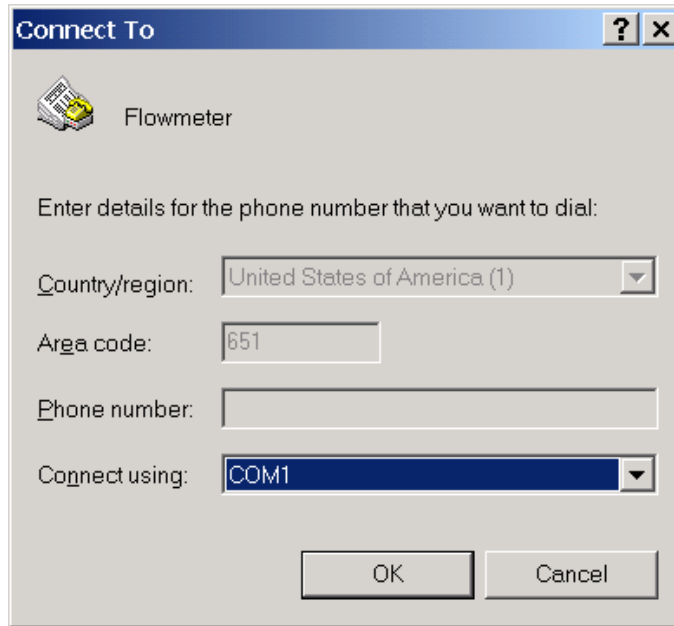 Connect To
Flowmeter
Enter details for the phone number that you want to dial:
Country/region: United States of America (1)
Area code: 651
Phone number:
Connect using: COM1
OK Cancel